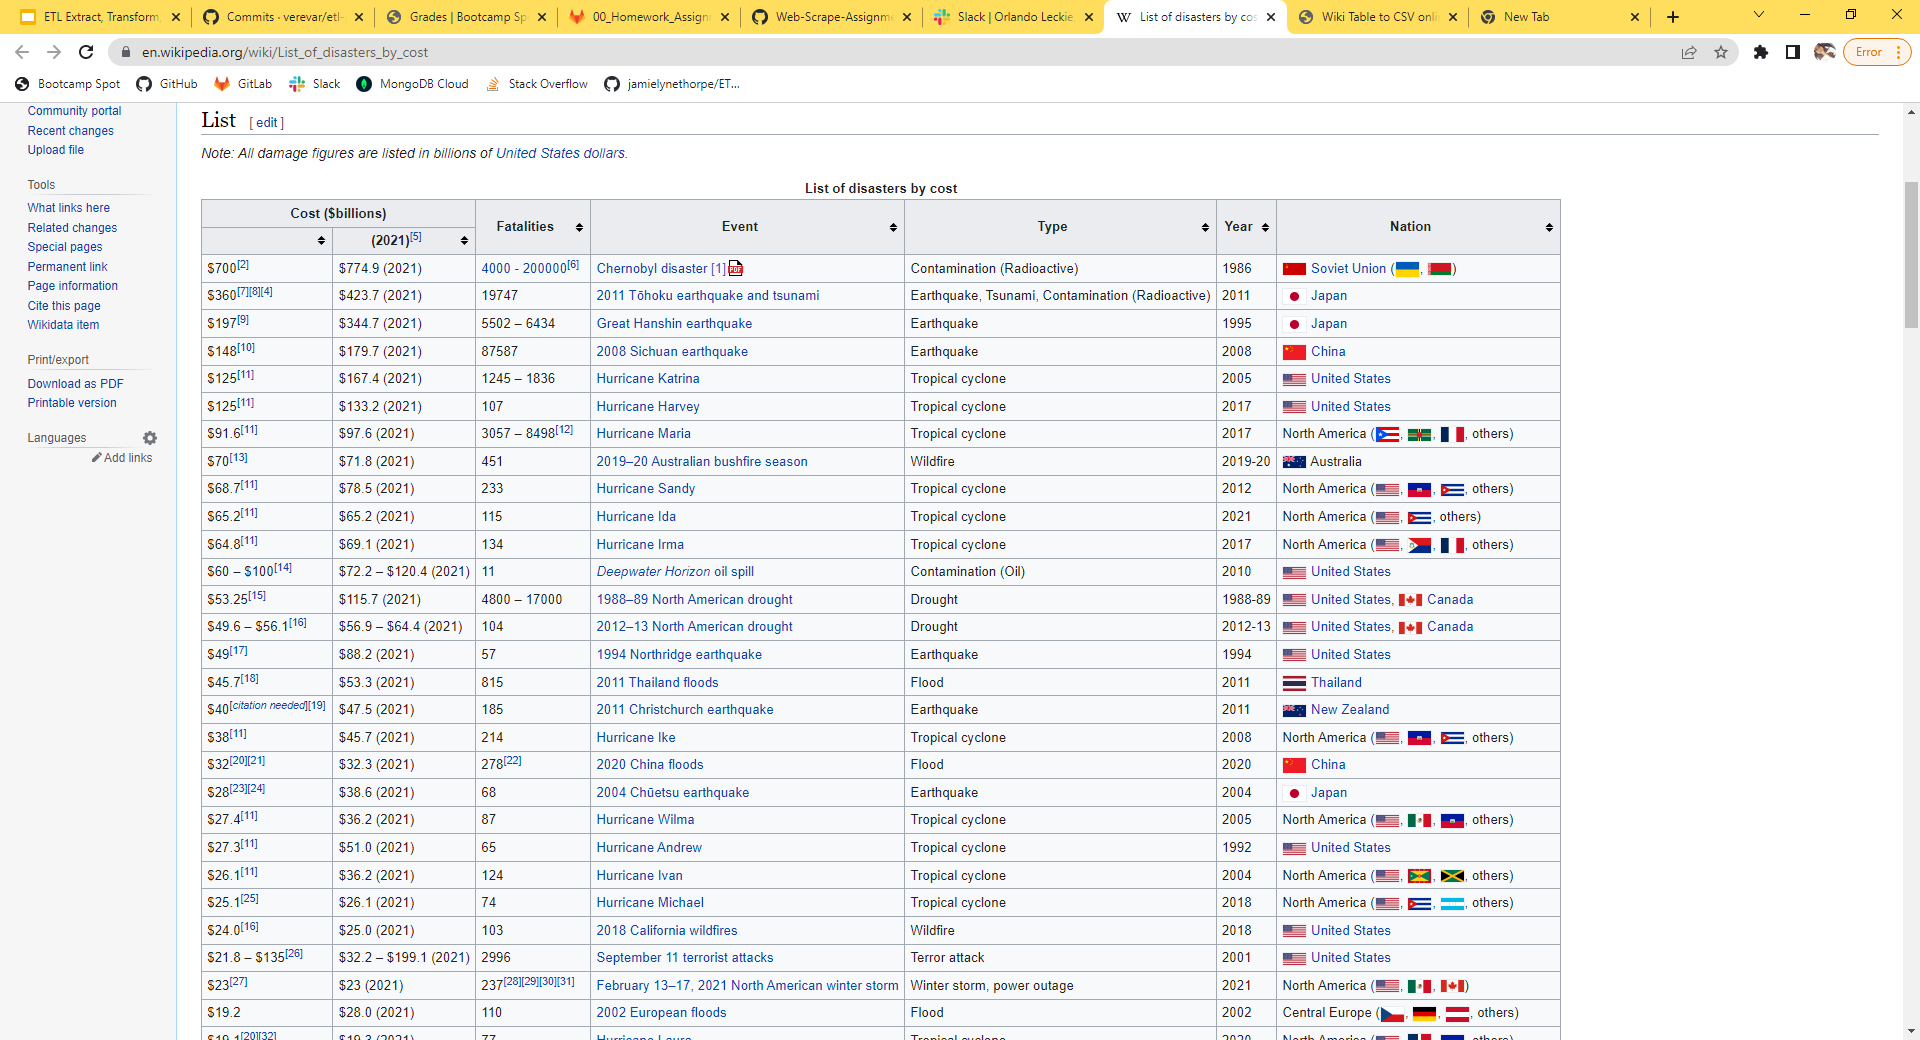 ETL Extract, Transform,
Commits · verevar/etl-
Grades | Bootcamp Sp
00_Homework_Assignm
Web-Scrape-Assignme
Slack | Orlando Leckie,
List of disasters by cos
Wiki Table to CSV onli
New Tab
en.wikipedia.org/wiki/List_of_disasters_by_cost
Error
Bootcamp Spot GitHub GitLab Slack MongoDB Cloud Stack Overflow jamielynethorpe/ET...
Community portal
Recent changes
Upload file
Tools
What links here
Related changes
Special pages
Permanent link
Page information
Cite this page
Wikidata item
Print/export
Download as PDF
Printable version
Languages
Add links
List [ edit ]
Note: All damage figures are listed in billions of United States dollars.
List of disasters by cost
Cost ($billions) Fatalities Event Type Year Nation
(2021)[5]
$700[2] $774.9 (2021) 4000 - 200000[6] Chernobyl disaster [1] PDF Contamination (Radioactive) 1986 Soviet Union ( , )
$360[7][8][4] $423.7 (2021) 19747 2011 Tōhoku earthquake and tsunami Earthquake, Tsunami, Contamination (Radioactive) 2011 Japan
$197[9] $344.7 (2021) 5502 – 6434 Great Hanshin earthquake Earthquake 1995 Japan
$148[10] $179.7 (2021) 87587 2008 Sichuan earthquake Earthquake 2008 China
$125[11] $167.4 (2021) 1245 – 1836 Hurricane Katrina Tropical cyclone 2005 United States
$125[11] $133.2 (2021) 107 Hurricane Harvey Tropical cyclone 2017 United States
$91.6[11] $97.6 (2021) 3057 – 8498[12] Hurricane Maria Tropical cyclone 2017 North America ( , , , others)
$70[13] $71.8 (2021) 451 2019–20 Australian bushfire season Wildfire 2019-20 Australia
$68.7[11] $78.5 (2021) 233 Hurricane Sandy Tropical cyclone 2012 North America ( , , , others)
$65.2[11] $65.2 (2021) 115 Hurricane Ida Tropical cyclone 2021 North America ( , , others)
$64.8[11] $69.1 (2021) 134 Hurricane Irma Tropical cyclone 2017 North America ( , , , others)
$60 – $100[14] $72.2 – $120.4 (2021) 11 Deepwater Horizon oil spill Contamination (Oil) 2010 United States
$53.25[15] $115.7 (2021) 4800 – 17000 1988–89 North American drought Drought 1988-89 United States, Canada
$49.6 – $56.1[16] $56.9 – $64.4 (2021) 104 2012–13 North American drought Drought 2012-13 United States, Canada
$49[17] $88.2 (2021) 57 1994 Northridge earthquake Earthquake 1994 United States
$45.7[18] $53.3 (2021) 815 2011 Thailand floods Flood 2011 Thailand
$40[citation needed][19] $47.5 (2021) 185 2011 Christchurch earthquake Earthquake 2011 New Zealand
$38[11] $45.7 (2021) 214 Hurricane Ike Tropical cyclone 2008 North America ( , , , others)
$32[20][21] $32.3 (2021) 278[22] 2020 China floods Flood 2020 China
$28[23][24] $38.6 (2021) 68 2004 Chūetsu earthquake Earthquake 2004 Japan
$27.4[11] $36.2 (2021) 87 Hurricane Wilma Tropical cyclone 2005 North America ( , , , others)
$27.3[11] $51.0 (2021) 65 Hurricane Andrew Tropical cyclone 1992 United States
$26.1[11] $36.2 (2021) 124 Hurricane Ivan Tropical cyclone 2004 North America ( , , , others)
$25.1[25] $26.1 (2021) 74 Hurricane Michael Tropical cyclone 2018 North America ( , , , others)
$24.0[16] $25.0 (2021) 103 2018 California wildfires Wildfire 2018 United States
$21.8 – $135[26] $32.2 – $199.1 (2021) 2996 September 11 terrorist attacks Terror attack 2001 United States
$23[27] $23 (2021) 237[28][29][30][31] February 13–17, 2021 North American winter storm Winter storm, power outage 2021 North America ( , , )
$19.2 $28.0 (2021) 110 2002 European floods Flood 2002 Central Europe ( , , , others)
$19.1[20][32] $19.3 (2021) 77 Hurricane Laura Tropical cyclone 2020 North America ( , , , others)